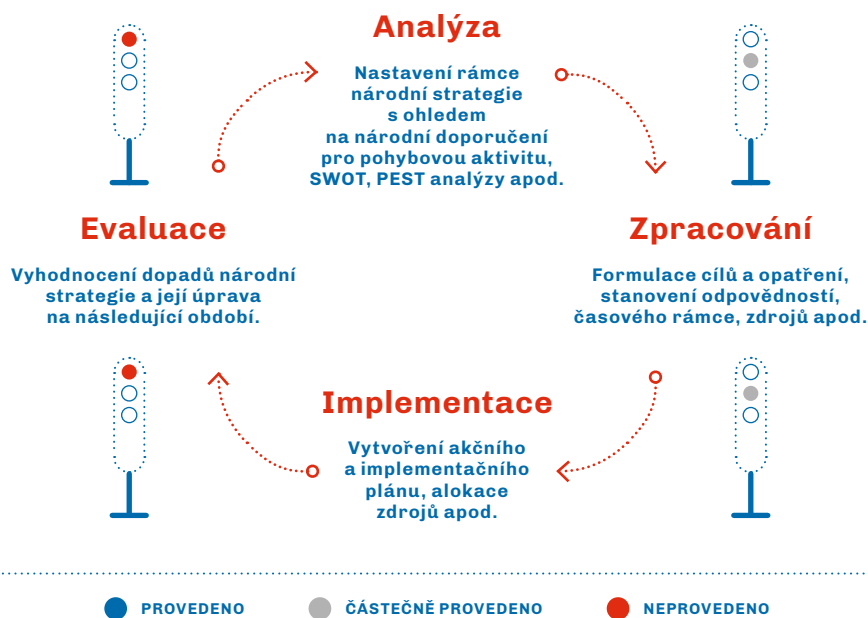 Analýza
Nastavení rámce
národní strategie
s ohledem
na národní doporučení
pro pohybovou aktivitu,
SWOT, PEST analýzy apod.
Zpracování
Formulace cílů a opatření,
stanovení odpovědností,
časového rámce, zdrojů apod.
Implementace
Vytvoření akčního
a implementačního
plánu, alokace
zdrojů apod.
Evaluace
Vyhodnocení dopadů národní
strategie a její úprava
na následující období.
PROVEDENO
ČÁSTEČNĚ PROVEDENO
NEPROVEDENO